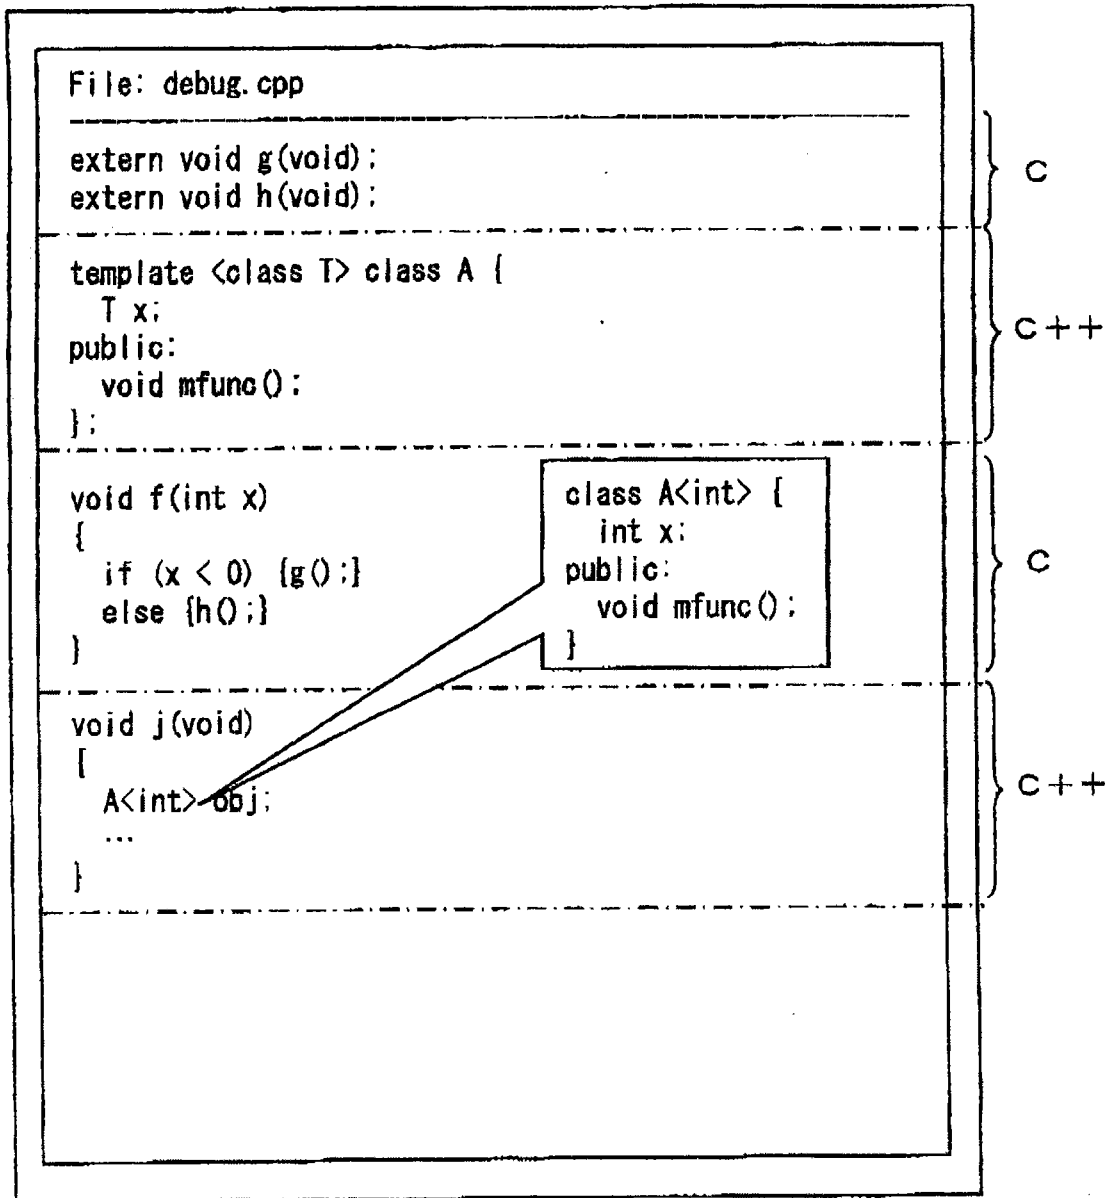 File: debug.cpp
extern void g(void);
extern void h(void);
C
template <class T> class A {
T x;
public:
void mfunc();
};
C++
void f(int x)
{
if (x < 0) {g();}
else {h();}
}
class A<int> {
int x;
public:
void mfunc();
}
C
void j(void)
{
A<int> obj;
...
}
C++